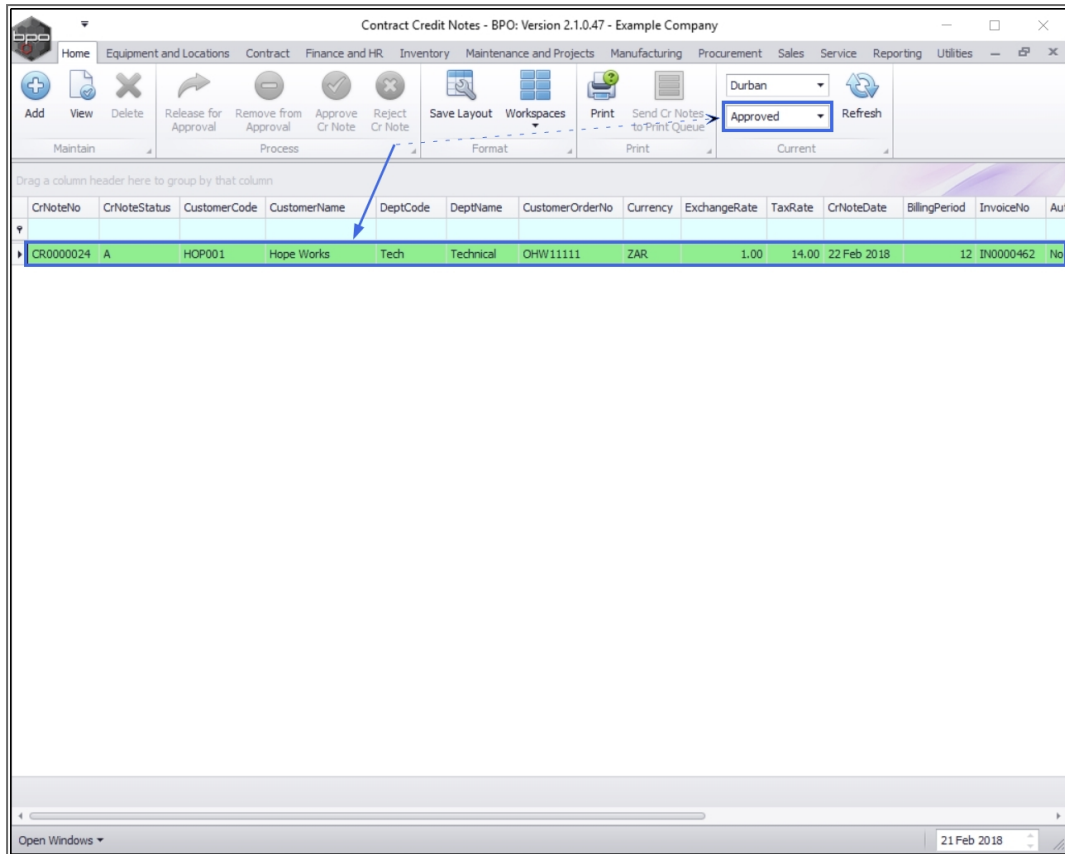 Contract Credit Notes - BPO: Version 2.1.0.47 - Example Company
bpo
Home Equipment and Locations Contract Finance and HR Inventory Maintenance and Projects Manufacturing Procurement Sales Service Reporting Utilities
Add View Delete Release for Approval Remove from Approval Approve Cr Note Reject Cr Note Save Layout Workspaces Print Send Cr Notes to Print Queue Durban Approved Refresh
Maintain Process Format Print Current
Drag a column header here to group by that column
CrNoteNo CrNoteStatus CustomerCode CustomerName DeptCode DeptName CustomerOrderNo Currency ExchangeRate TaxRate CrNoteDate BillingPeriod InvoiceNo Au
CR0000024 A HOP001 Hope Works Tech Technical OHW11111 ZAR 1.00 14.00 22 Feb 2018 12 IN0000462 No
Open Windows 21 Feb 2018